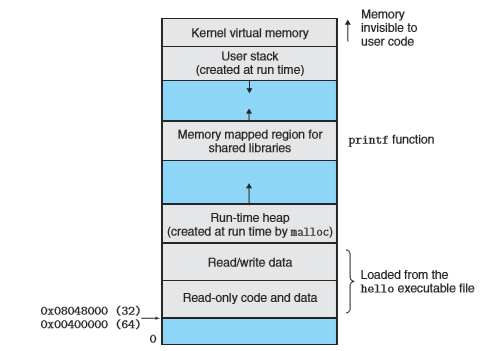 Memory
invisible to
user code
Kernel virtual memory
User stack
(created at run time)
Memory mapped region for
shared libraries
printf function
Run-time heap
(created at run time by malloc)
Read/write data
Read-only code and data
Loaded from the
hello executable file
0x08048000 (32)
0x00400000 (64)
0